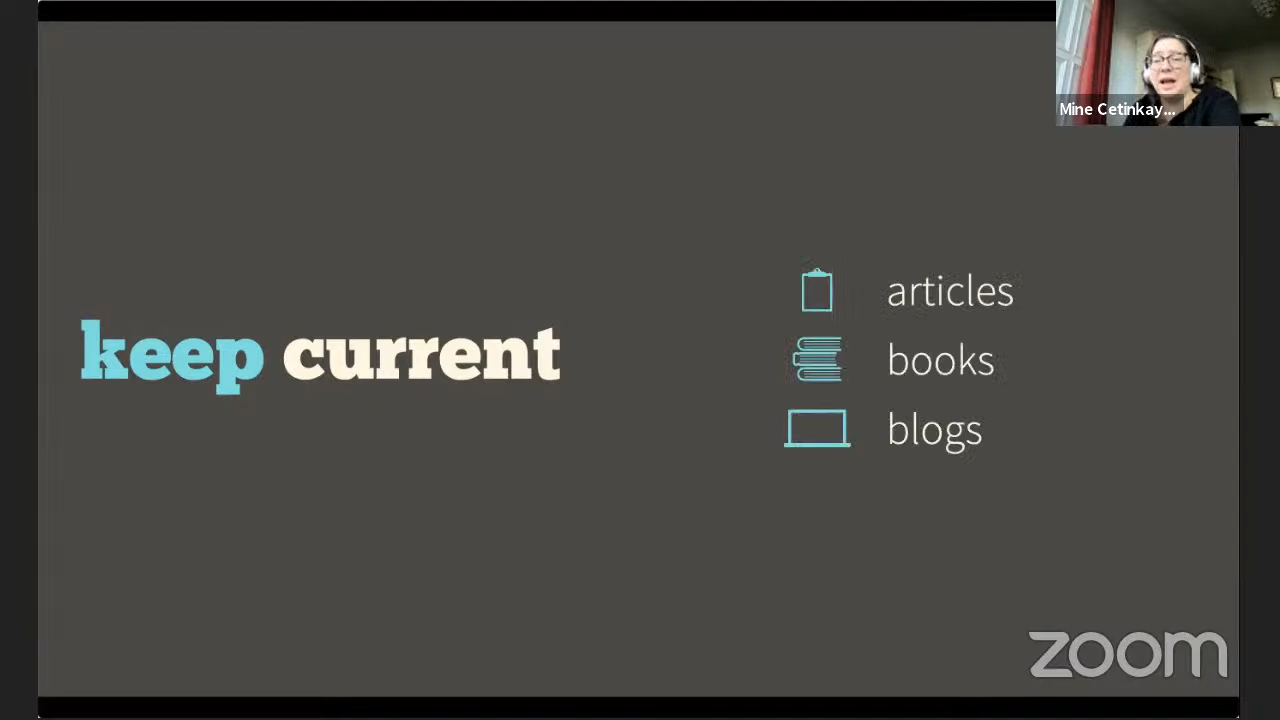 Mine Cetinkay...
keep current
articles
books
blogs
zoom